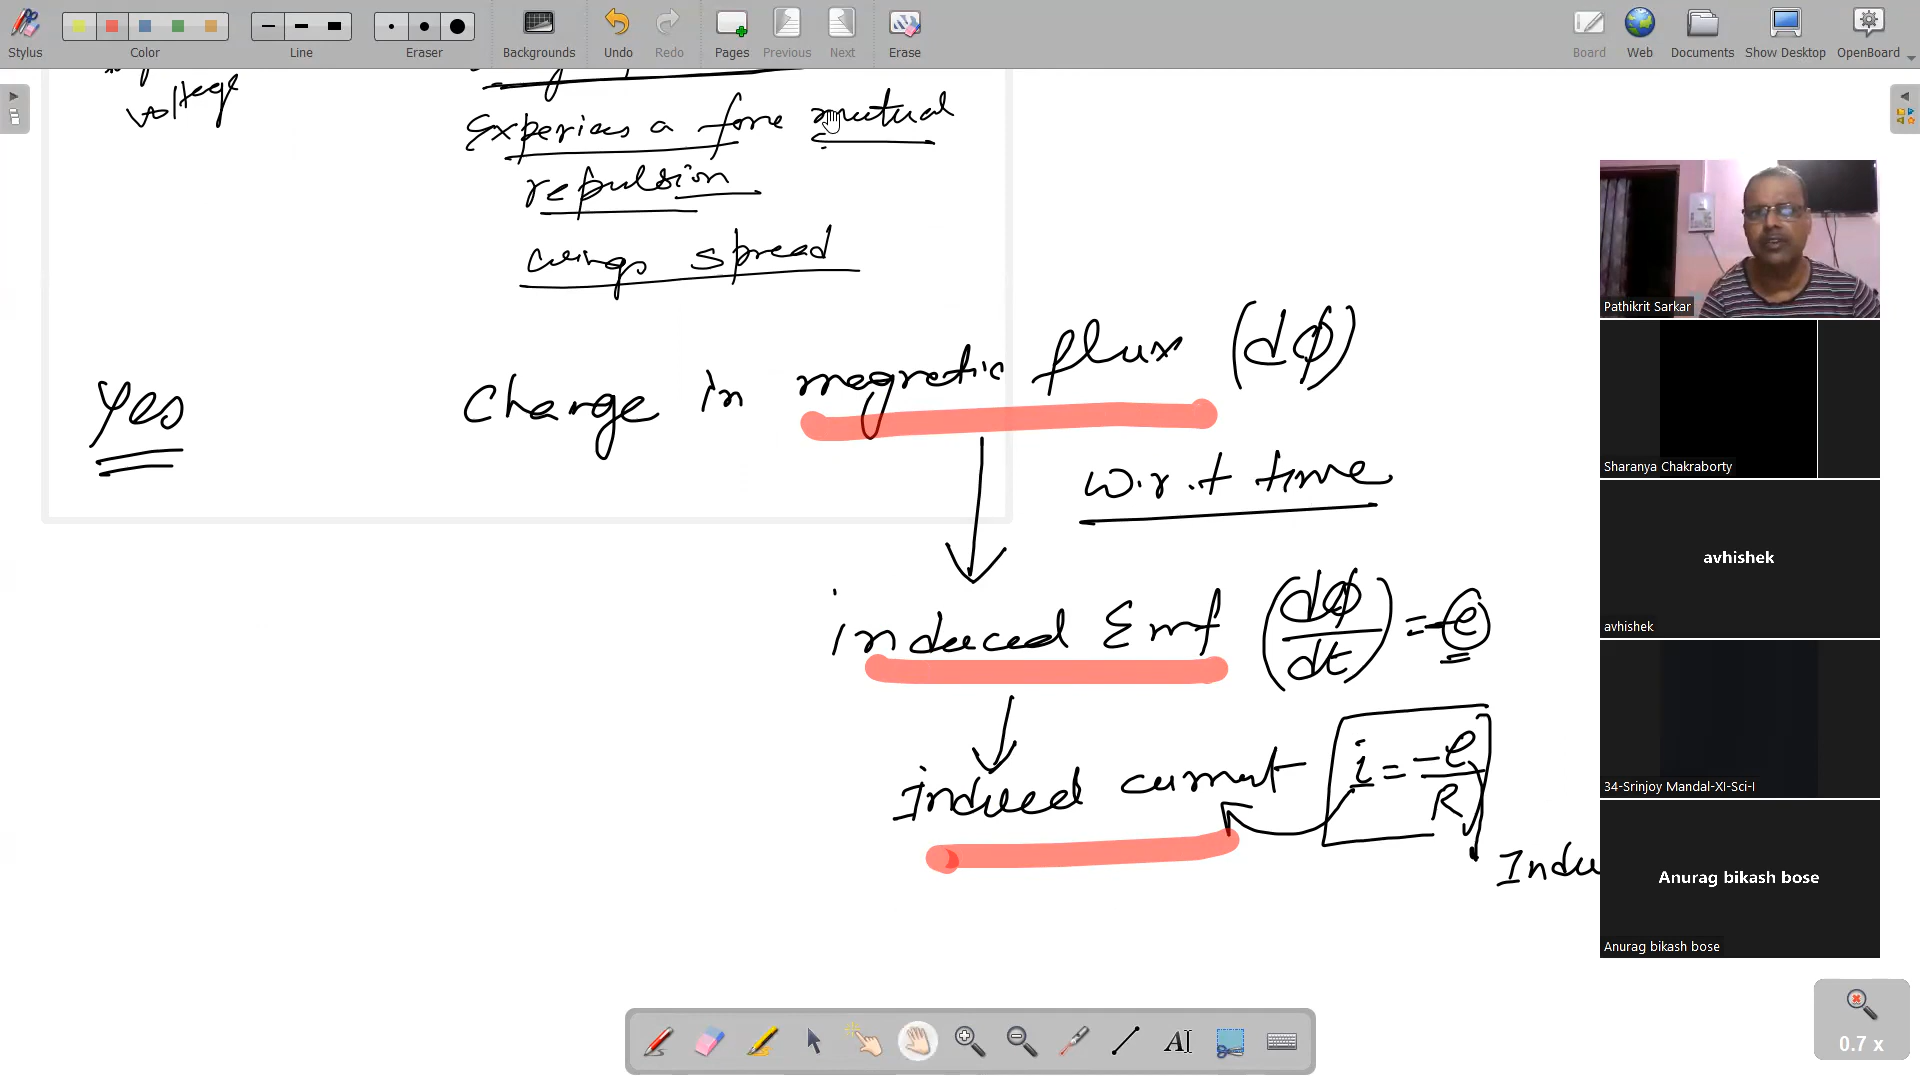 Stylus
Color
Line
Eraser
Backgrounds
Undo
Redo
Pages
Previous
Next
Erase
Board
Web
Documents
Show Desktop
OpenBoard
voltage
Experices a force mutual
repulsion
wings spread
Yes
Change in magnetic flux (dϕ)
w.r.t time
induced Emf (dϕ/dt) = -e
Induced current i = -e/R
Indu
Pathikrit Sarkar
Sharanya Chakraborty
avhishek
avhishek
34-Srinjoy Mandal-XI-Sci-I
Anurag bikash bose
Anurag bikash bose
0.7 x